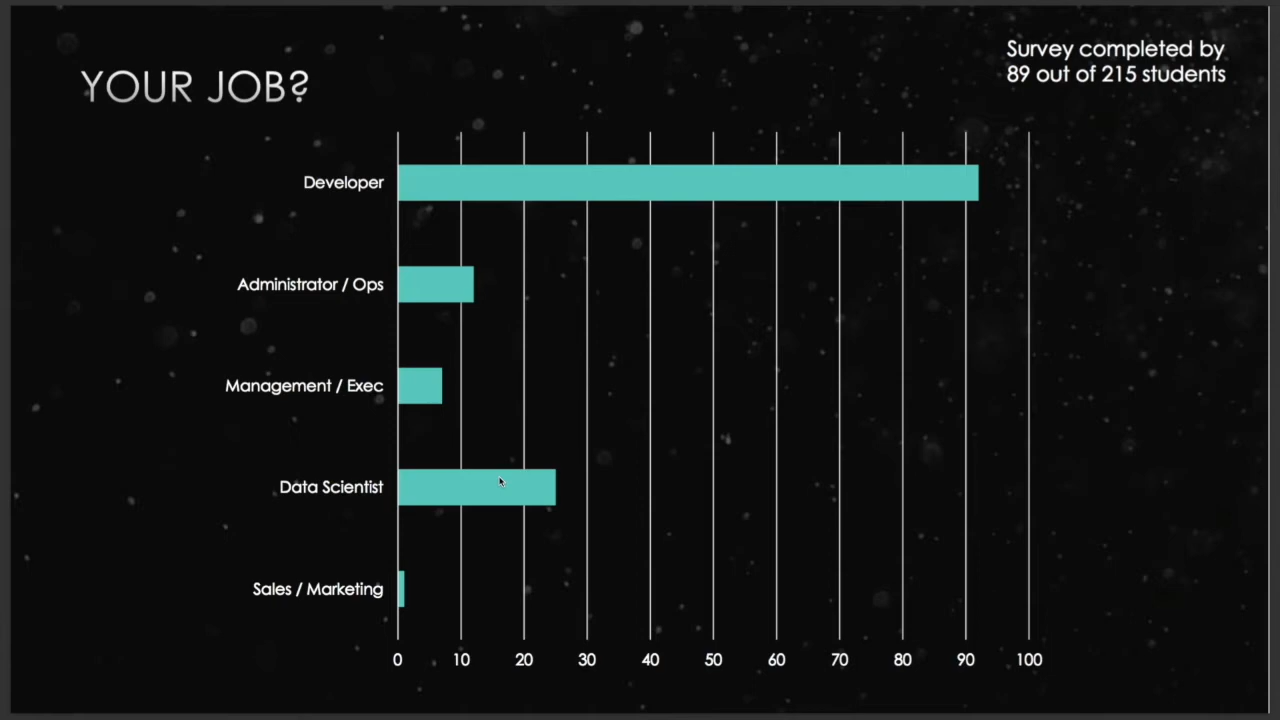 YOUR JOB?
Survey completed by
89 out of 215 students
Developer
Administrator / Ops
Management / Exec
Data Scientist
Sales / Marketing
0 10 20 30 40 50 60 70 80 90 100